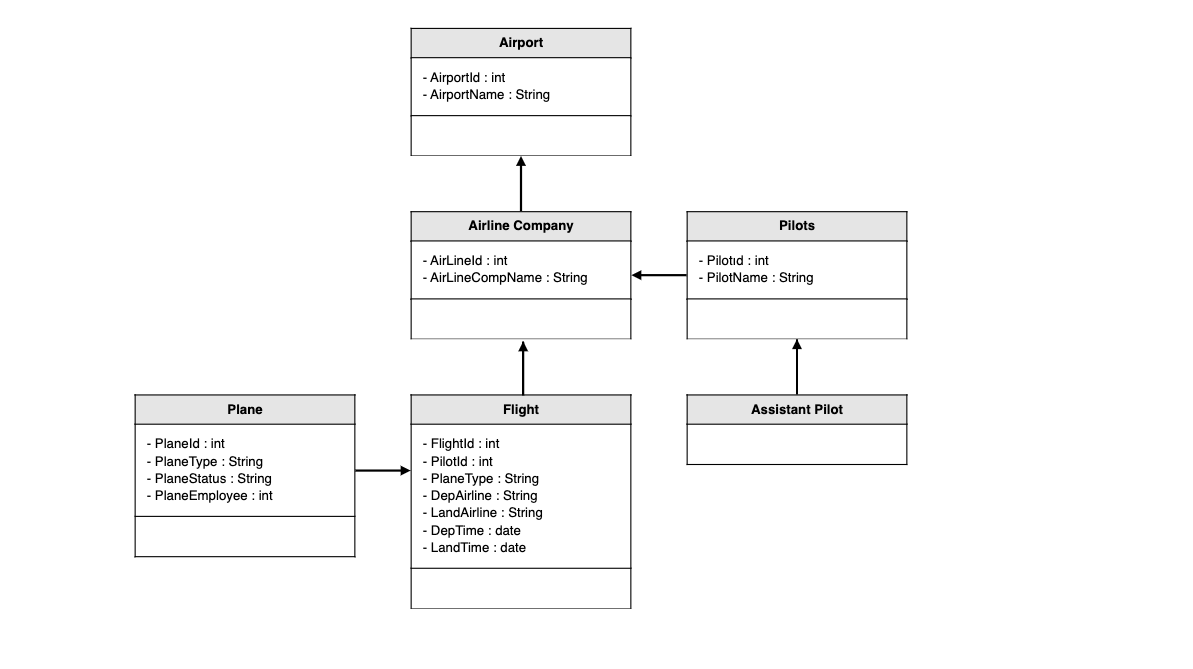 Airport
- AirportId : int
- AirportName : String
Airline Company
- AirLineId : int
- AirLineCompName : String
Pilots
- Pilotıd : int
- PilotName : String
Plane
- PlaneId : int
- PlaneType : String
- PlaneStatus : String
- PlaneEmployee : int
Flight
- FlightId : int
- PilotId : int
- PlaneType : String
- DepAirline : String
- LandAirline : String
- DepTime : date
- LandTime : date
Assistant Pilot